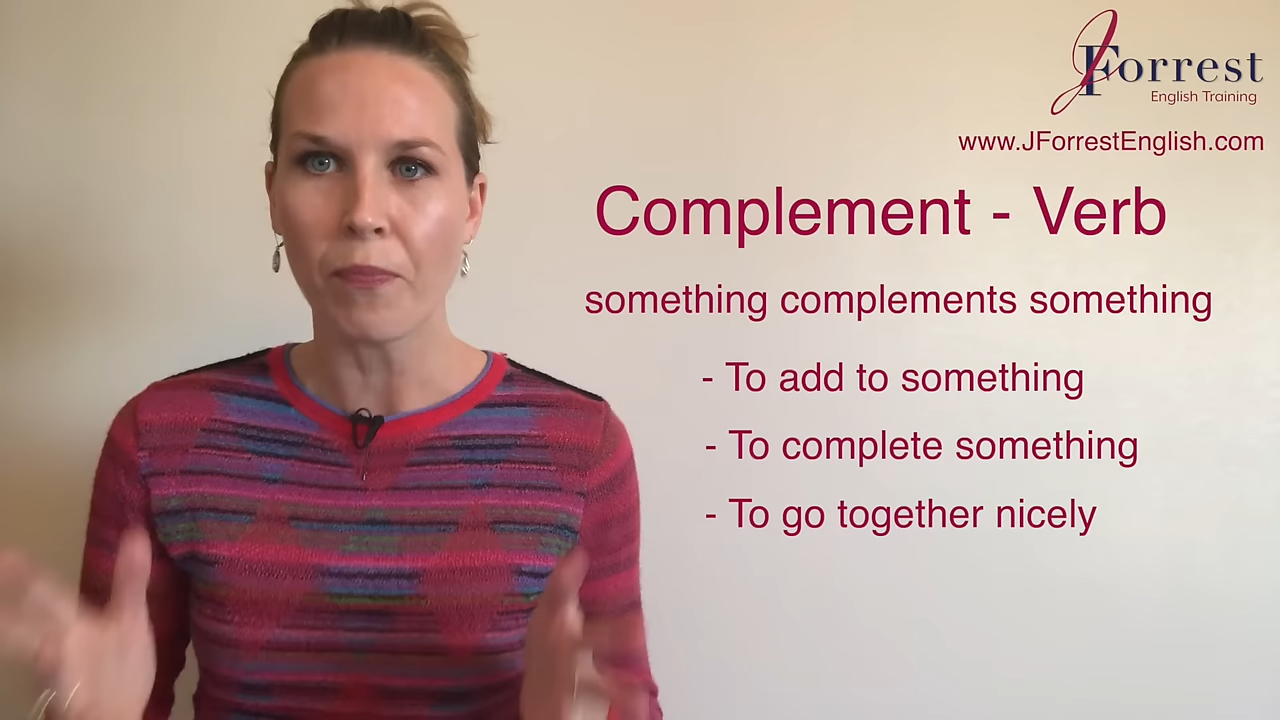 JForrest
English Training
www.JForrestEnglish.com
Complement - Verb
something complements something
- To add to something
- To complete something
- To go together nicely